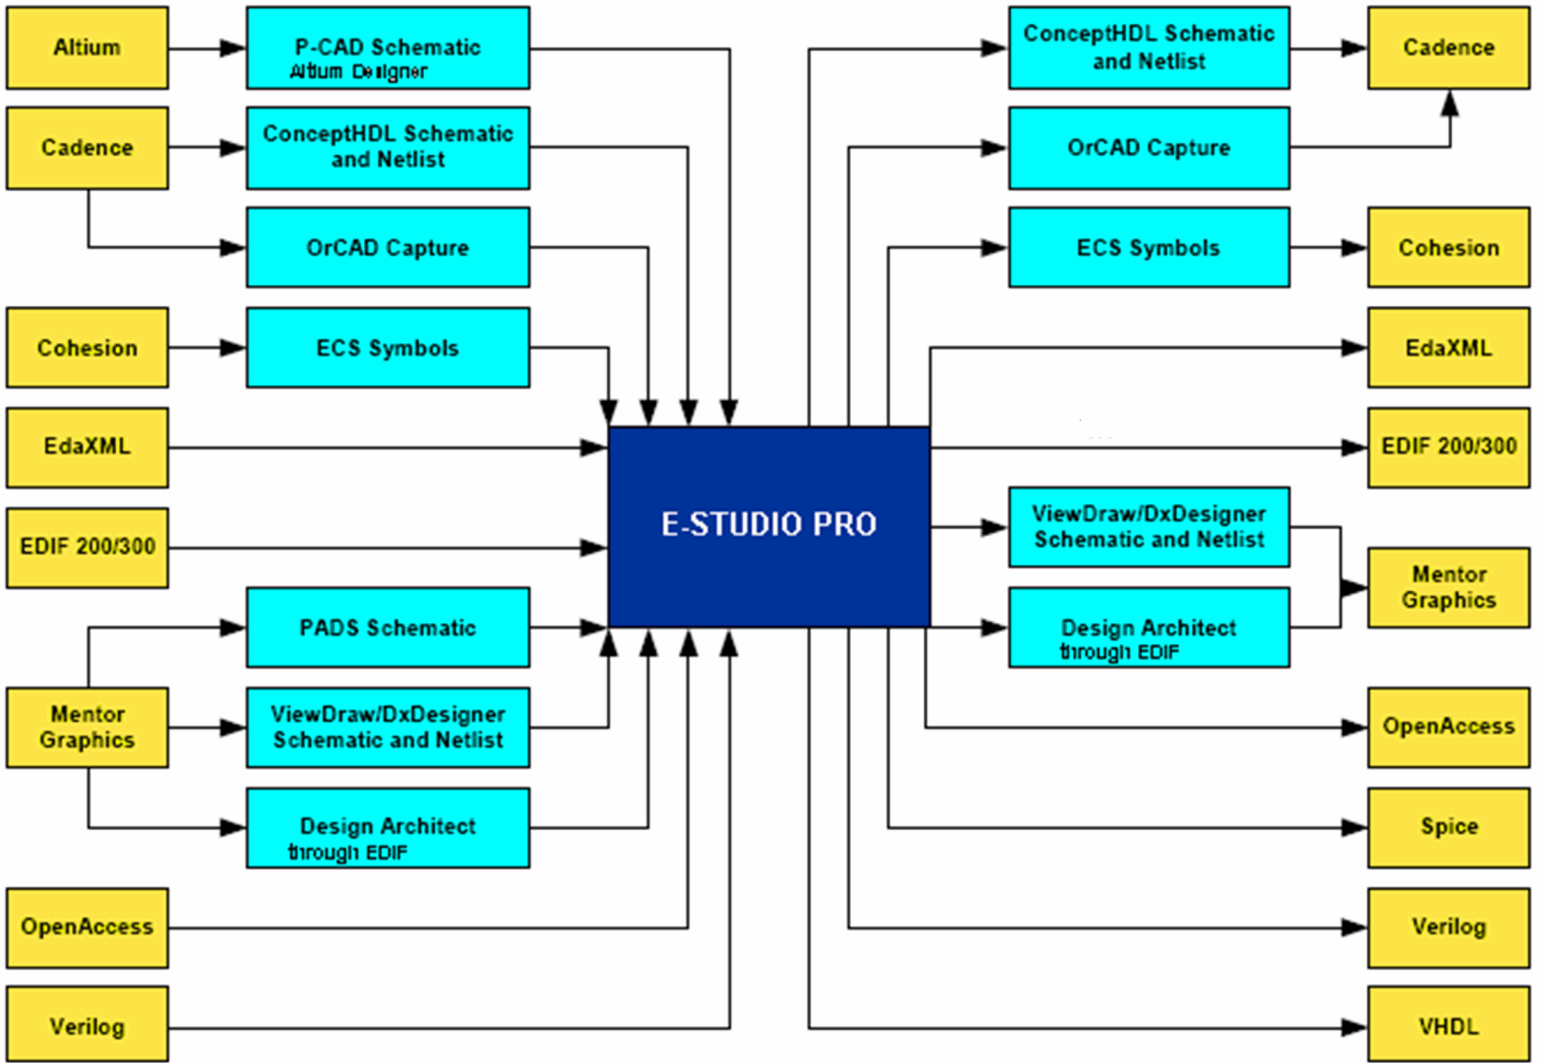 Altium
P-CAD Schematic
Altium Designer
Cadence
ConceptHDL Schematic
and Netlist
OrCAD Capture
Cohesion
ECS Symbols
EdaXML
EDIF 200/300
PADS Schematic
Mentor
Graphics
ViewDraw/DxDesigner
Schematic and Netlist
Design Architect
through EDIF
OpenAccess
Verilog
E-STUDIO PRO
ConceptHDL Schematic
and Netlist
Cadence
OrCAD Capture
ECS Symbols
Cohesion
EdaXML
EDIF 200/300
ViewDraw/DxDesigner
Schematic and Netlist
Mentor
Graphics
Design Architect
through EDIF
OpenAccess
Spice
Verilog
VHDL